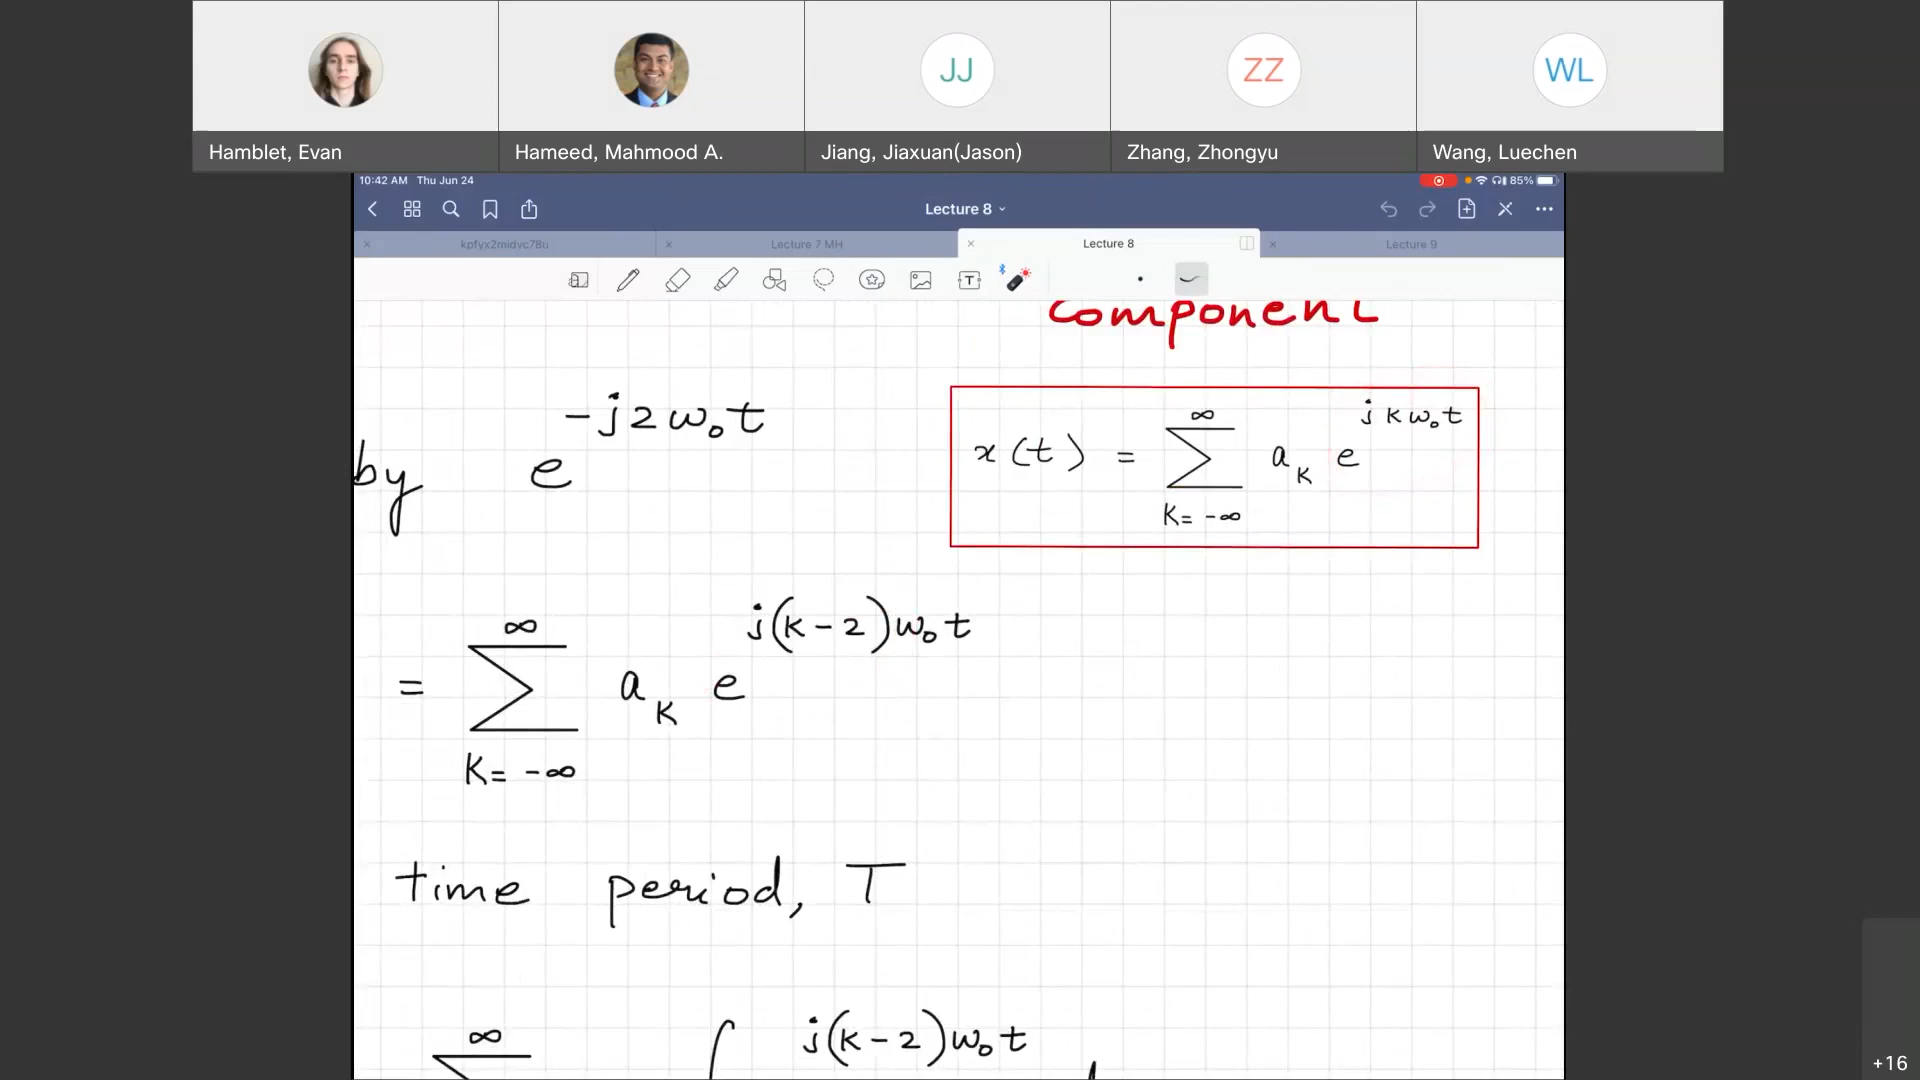 JJ
ZZ
WL
Hamblet, Evan
Hameed, Mahmood A.
Jiang, Jiaxuan(Jason)
Zhang, Zhongyu
Wang, Luechen
10:42 AM Thu Jun 24
85%
Lecture 8
kpfyx2midvc78u
Lecture 7 MH
Lecture 8
Lecture 9
component
by e^{-j2ω₀t}
x(t) = ∑_{K=-∞}^{∞} a_K e^{jKω₀t}
= ∑_{K=-∞}^{∞} a_K e^{j(K-2)ω₀t}
time period, T
∞ ∫ j(K-2)ω₀t
+16